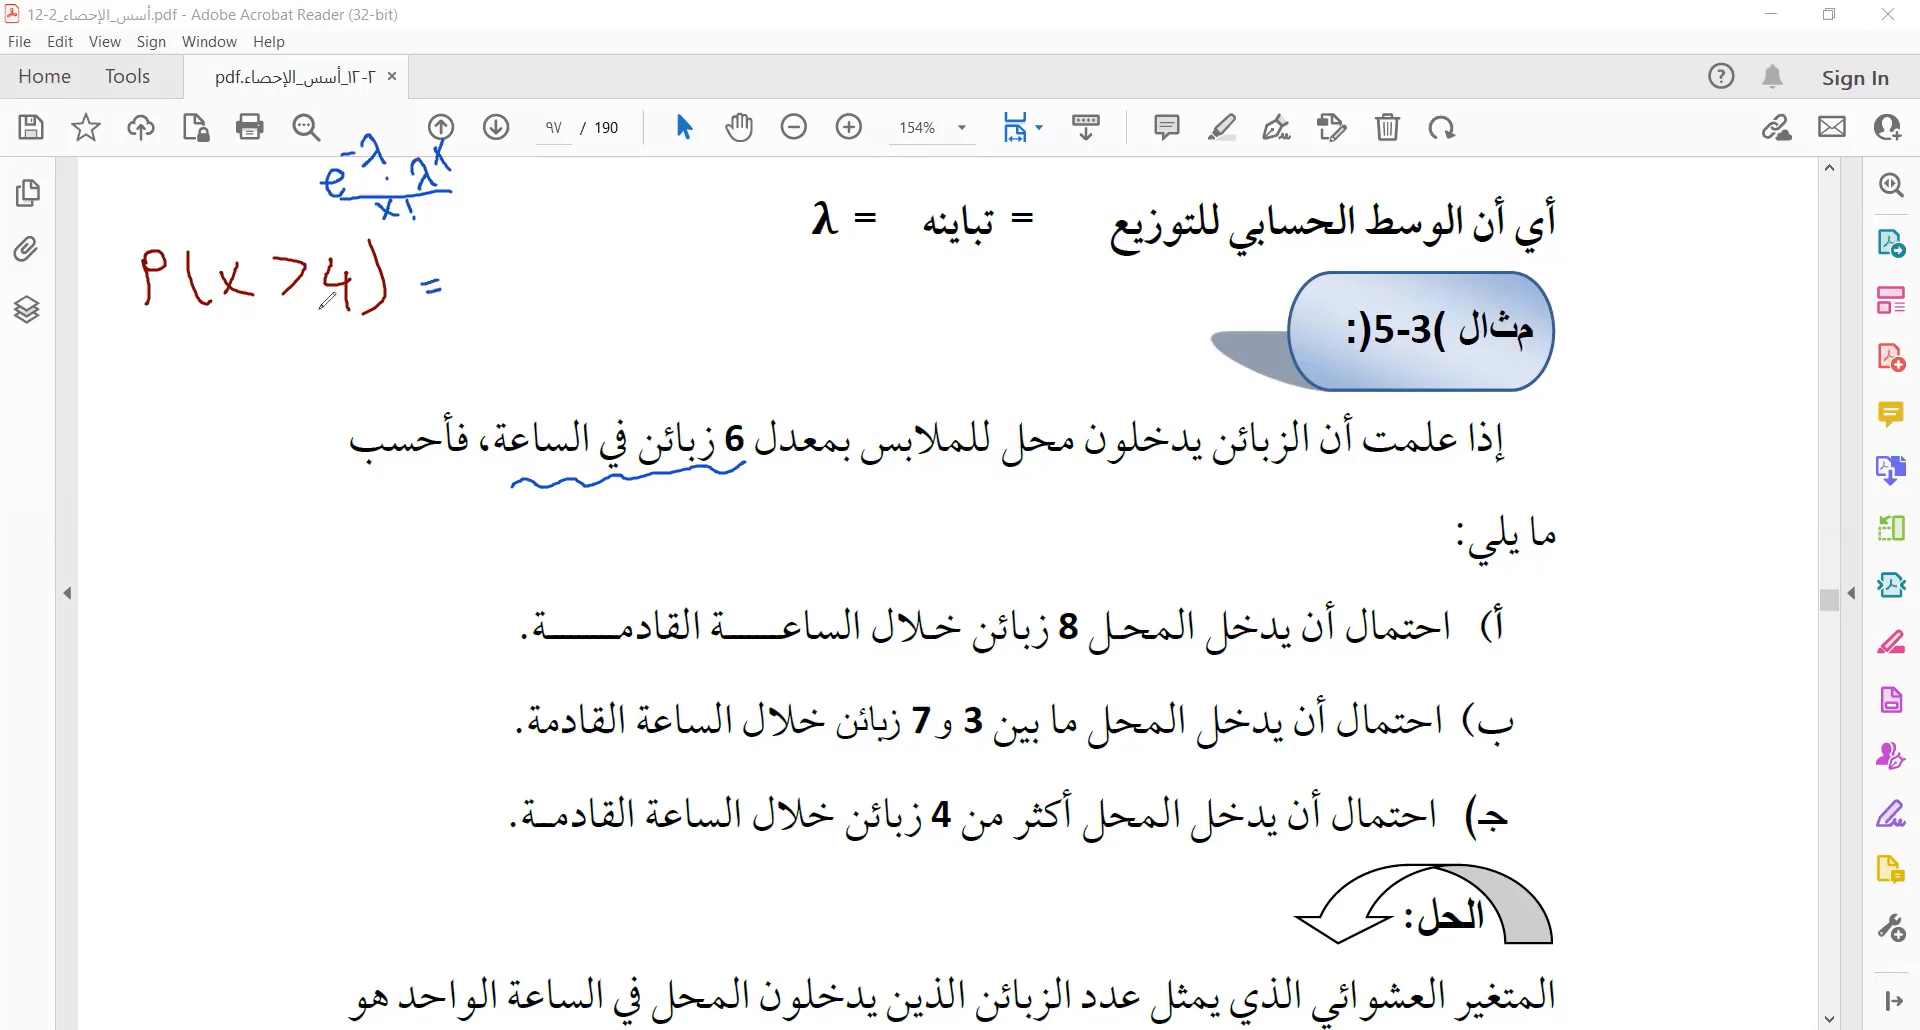 12-2_أسس_الإحصاء.pdf - Adobe Acrobat Reader (32-bit)
File Edit View Sign Window Help
Home Tools ١٢-٢_أسس_الإحصاء.pdf × Sign In
٩٧ / 190 154%
e^-λ . λ^x
x!
أي أن الوسط الحسابي للتوزيع = تباينه = λ
P(x > 4) =
مثال )3-5(:
إذا علمت أن الزبائن يدخلون محل للملابس بمعدل 6 زبائن في الساعة، فأحسب
ما يلي:
أ) احتمال أن يدخل المحل 8 زبائن خلال الساعـــــة القادمـــــــة.
ب) احتمال أن يدخل المحل ما بين 3 و 7 زبائن خلال الساعة القادمة.
جـ) احتمال أن يدخل المحل أكثر من 4 زبائن خلال الساعة القادمـة.
الحل:
المتغير العشوائي الذي يمثل عدد الزبائن الذين يدخلون المحل في الساعة الواحد هو